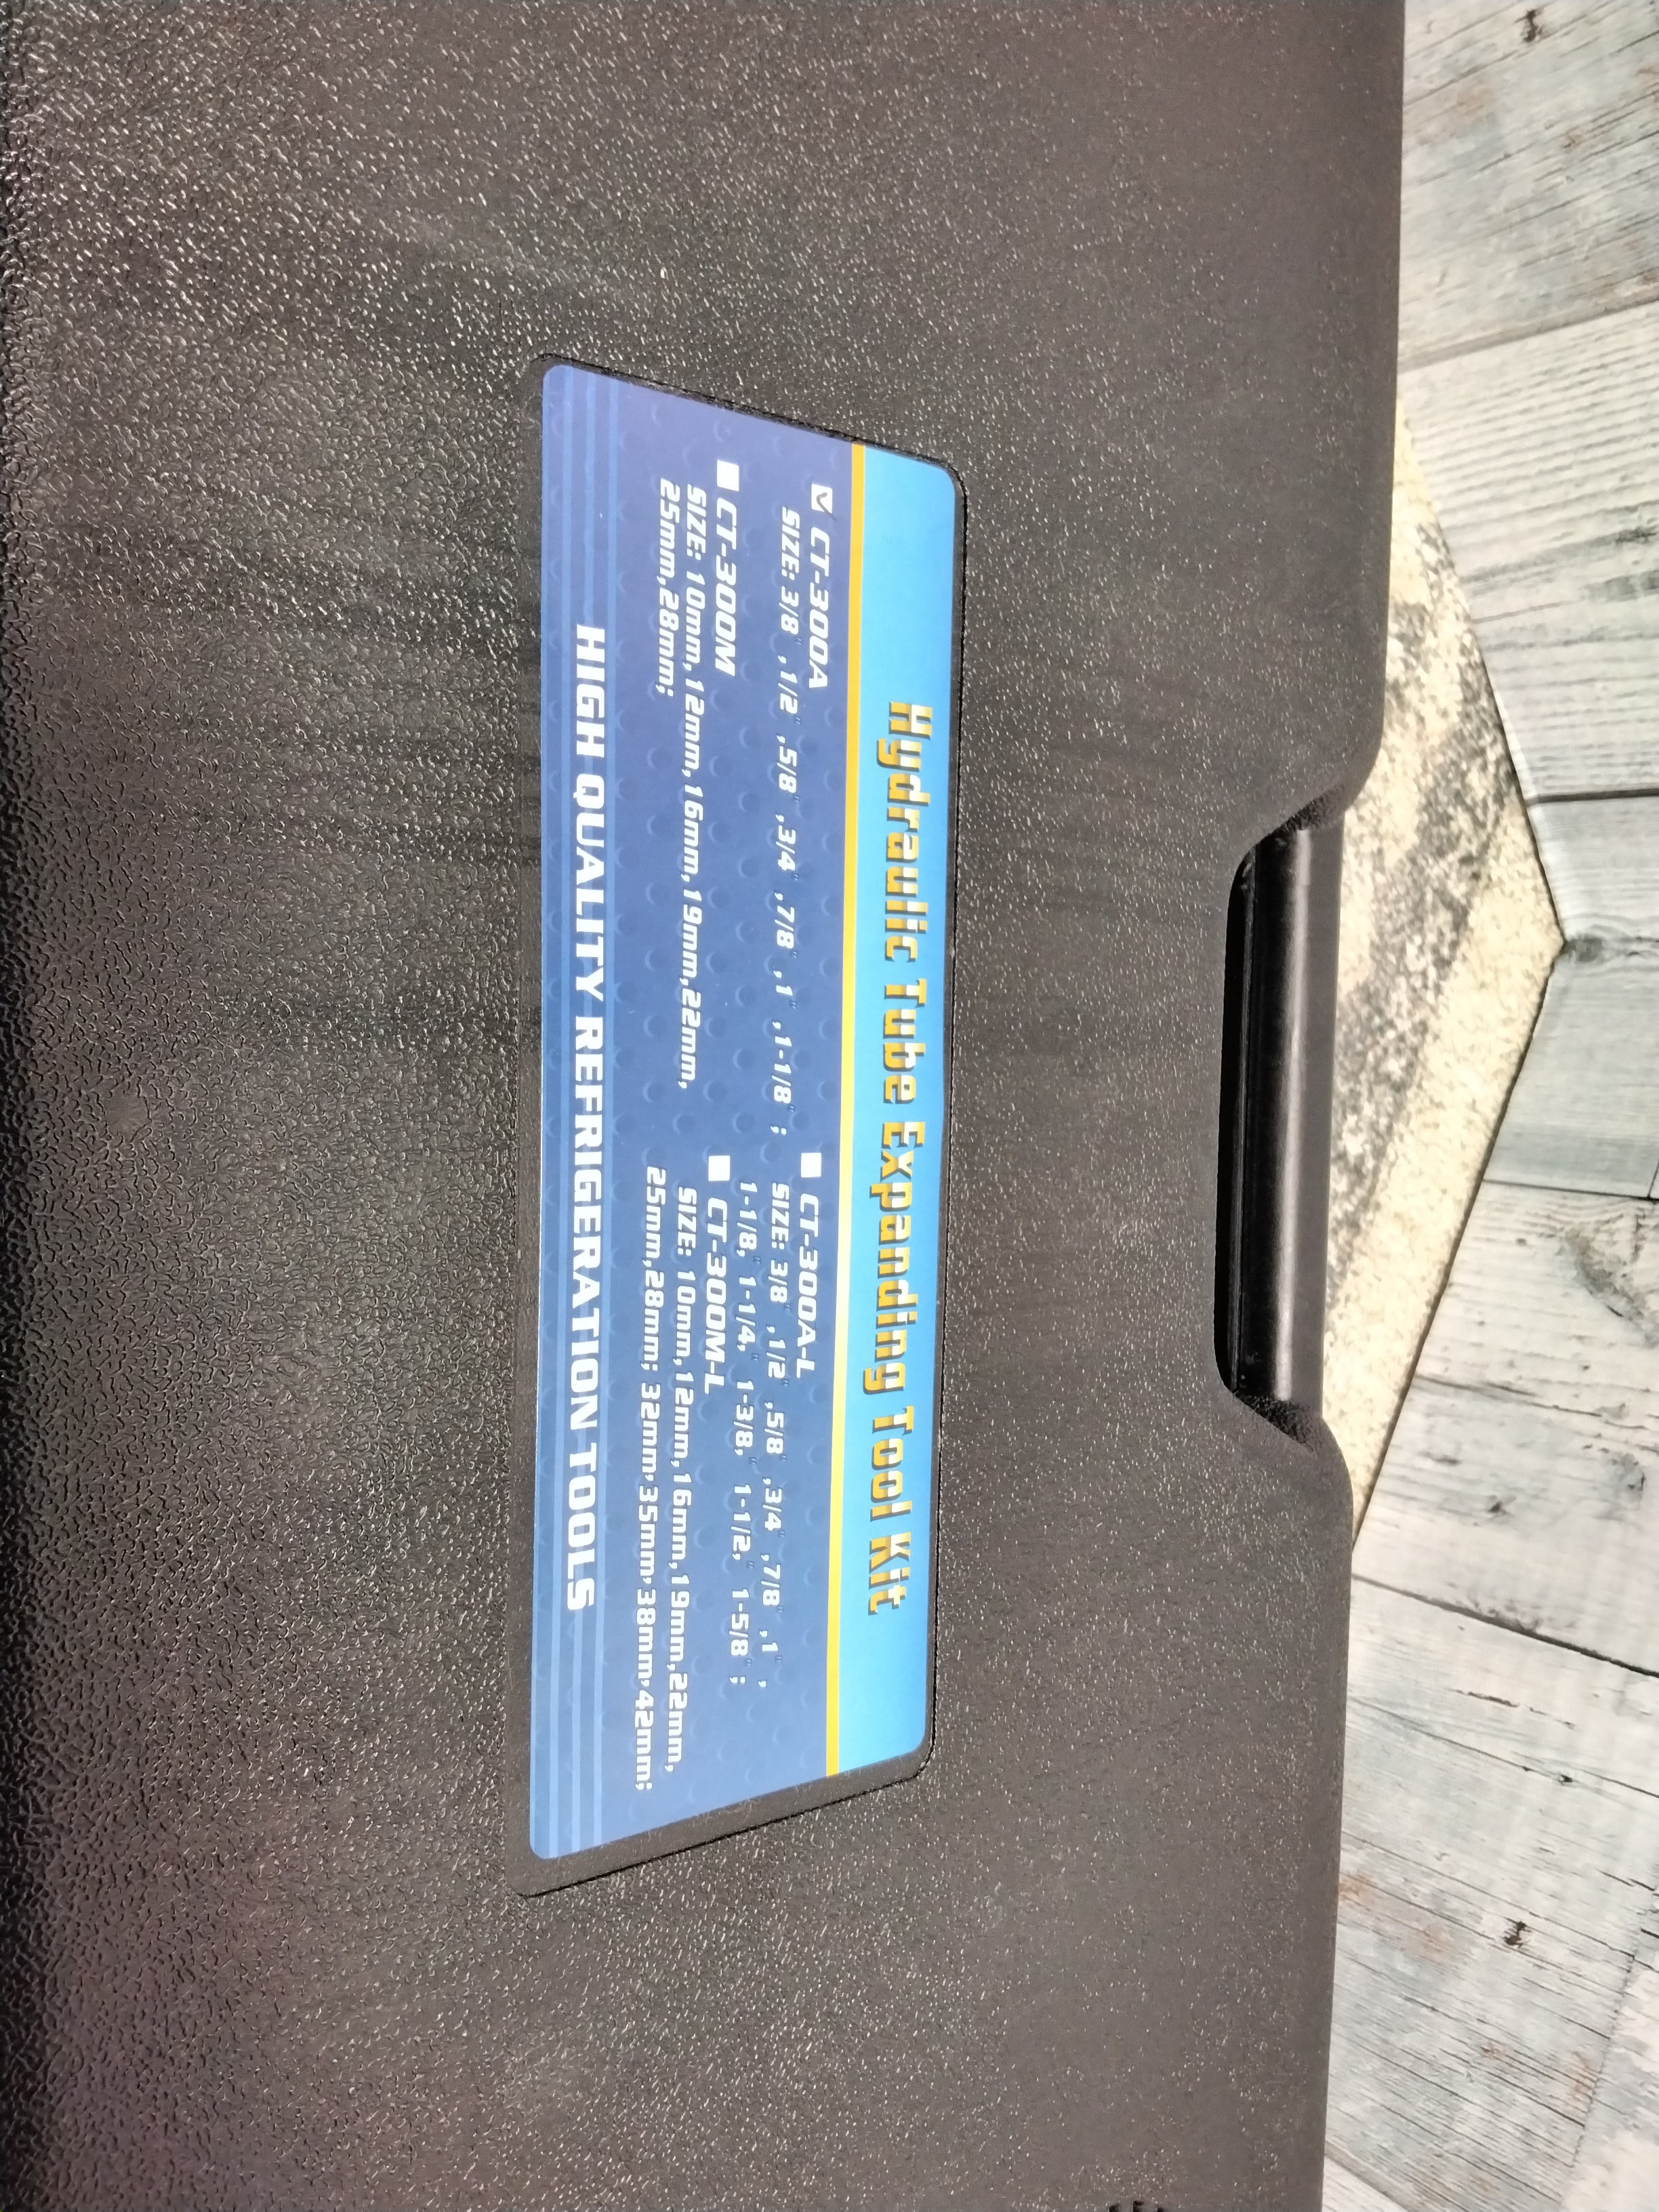 Hydraulic Tube Expanding Tool Kit
☑ CT-300A
SIZE: 3/8" ,1/2" ,5/8" ,3/4" ,7/8" ,1" ,1-1/8" ;
■ CT-300M
SIZE: 10mm,12mm,16mm,19mm,22mm,
25mm,28mm;
■ CT-300A-L
SIZE: 3/8" ,1/2" ,5/8" ,3/4" ,7/8" ,1" ,
1-1/8", 1-1/4", 1-3/8", 1-1/2", 1-5/8" ;
■ CT-300M-L
SIZE: 10mm,12mm,16mm,19mm,22mm,
25mm,28mm; 32mm,35mm,38mm,42mm;
HIGH QUALITY REFRIGERATION TOOLS